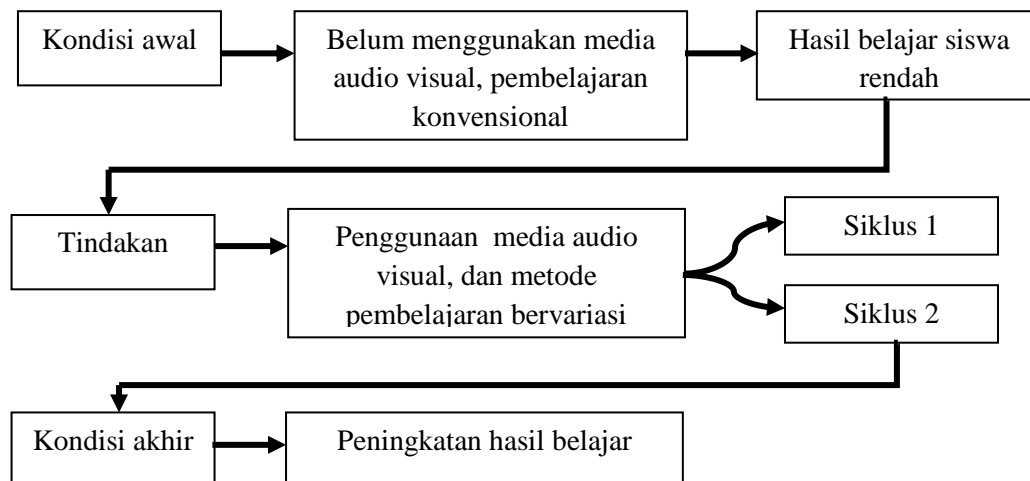 Kondisi awal
Belum menggunakan media
audio visual, pembelajaran
konvensional
Hasil belajar siswa
rendah
Tindakan
Penggunaan  media audio
visual, dan metode
pembelajaran bervariasi
Siklus 1
Siklus 2
Kondisi akhir
Peningkatan hasil belajar